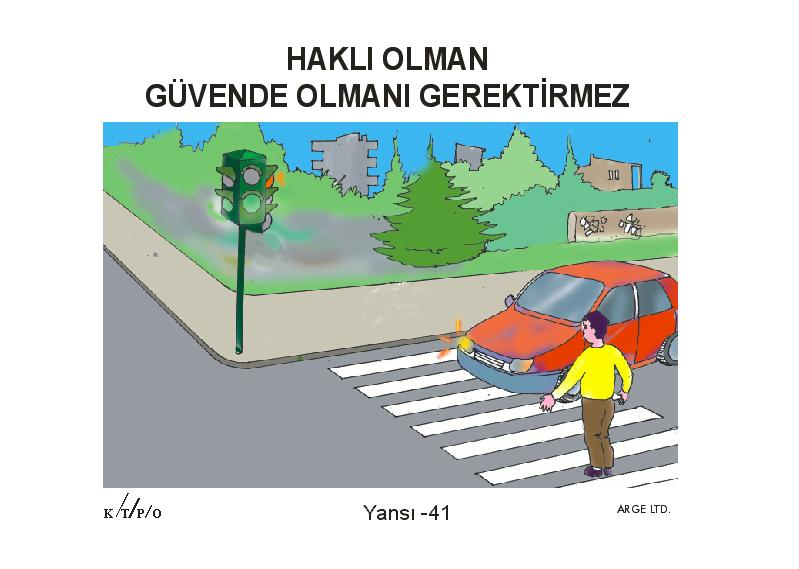 HAKLI OLMAN
GÜVENDE OLMANI GEREKTİRMEZ
K/T/P/O
Yansı -41
ARGE LTD.